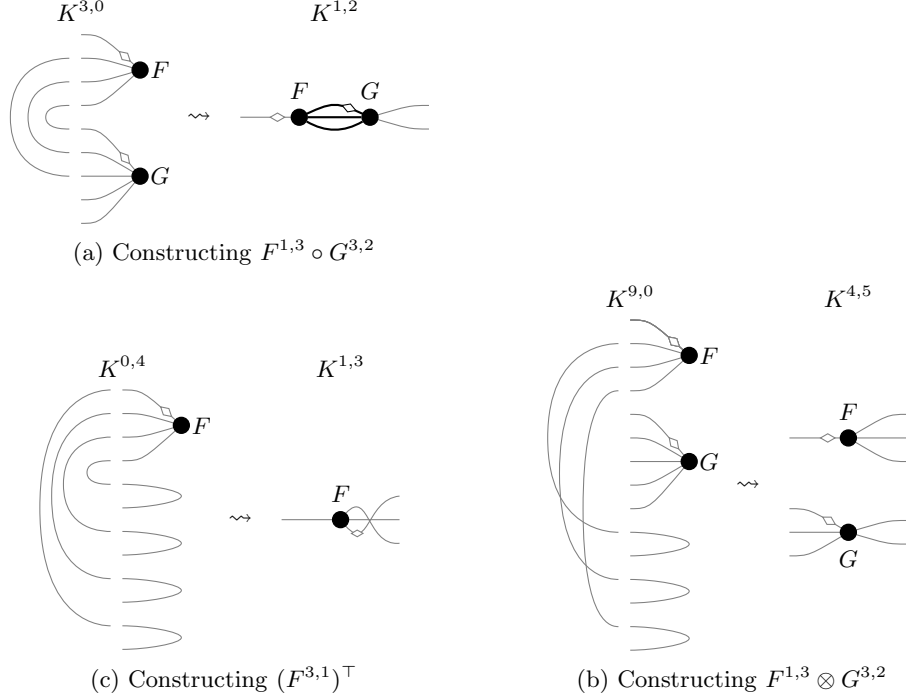 K^{3,0} K^{1,2}
F
F G
⇝
G
(a) Constructing F^{1,3} ∘ G^{3,2}
K^{9,0} K^{4,5}
F
K^{0,4} K^{1,3}
F
F
G
⇝
F
⇝
G
(c) Constructing (F^{3,1})^⊤
(b) Constructing F^{1,3} ⊗ G^{3,2}